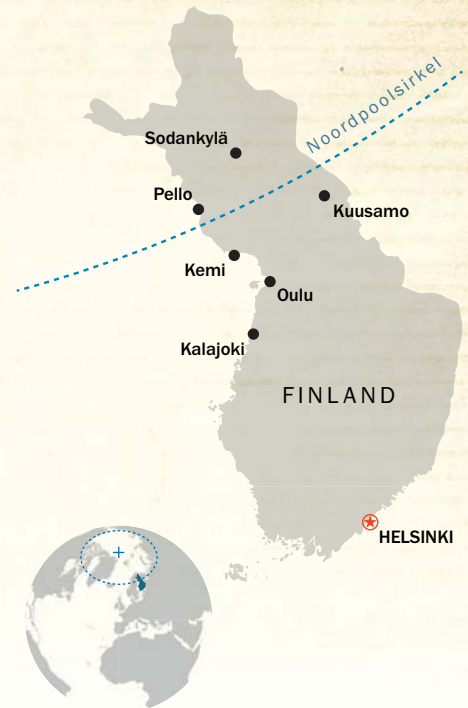 Noordpoolsirkel
Sodankylä
Pello
Kuusamo
Kemi
Oulu
Kalajoki
FINLAND
HELSINKI